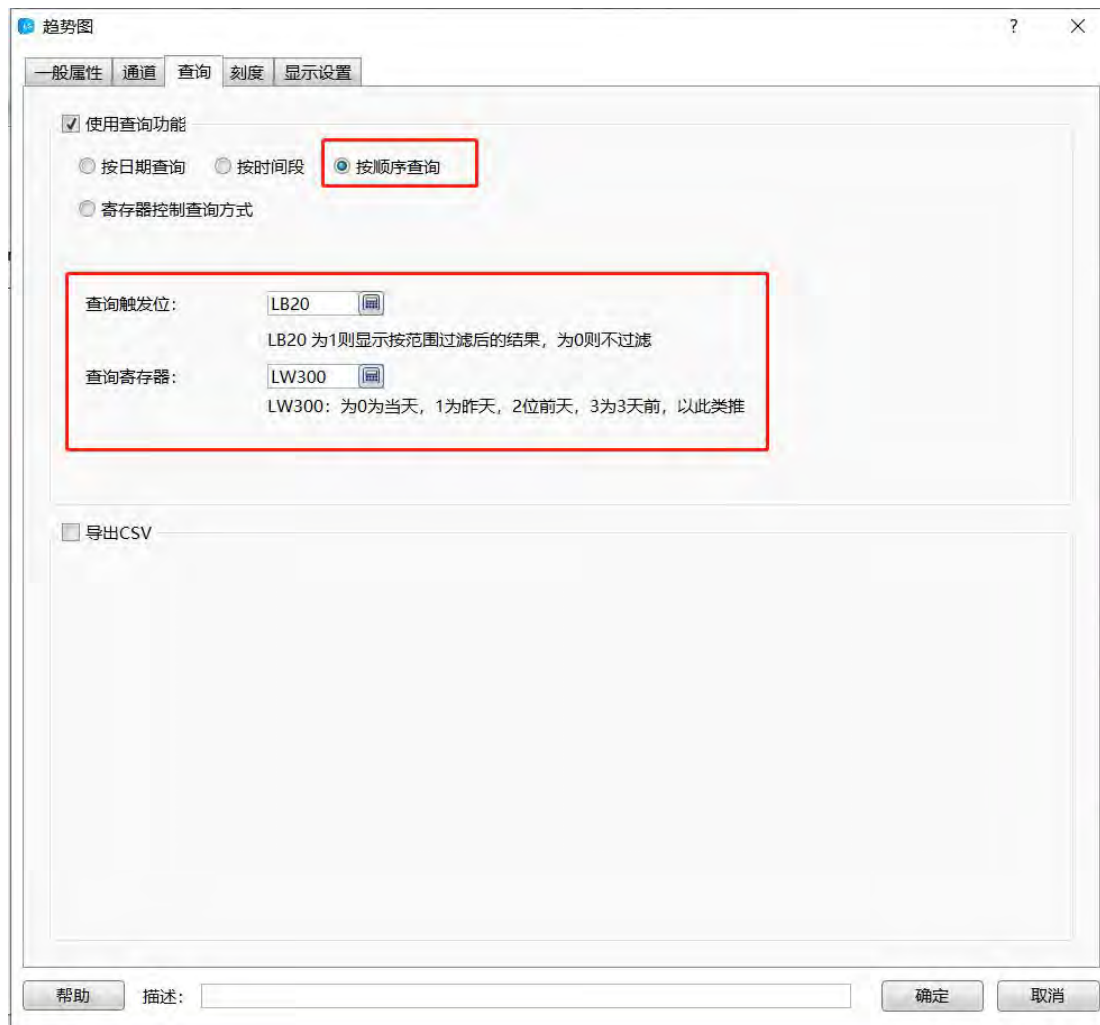 趋势图 ?
一般属性 通道 查询 刻度 显示设置
使用查询功能
按日期查询 按时间段 按顺序查询
寄存器控制查询方式
查询触发位： LB20
LB20 为1则显示按范围过滤后的结果，为0则不过滤
查询寄存器： LW300
LW300：为0为当天，1为昨天，2位前天，3为3天前，以此类推
导出CSV
帮助 描述： 确定 取消